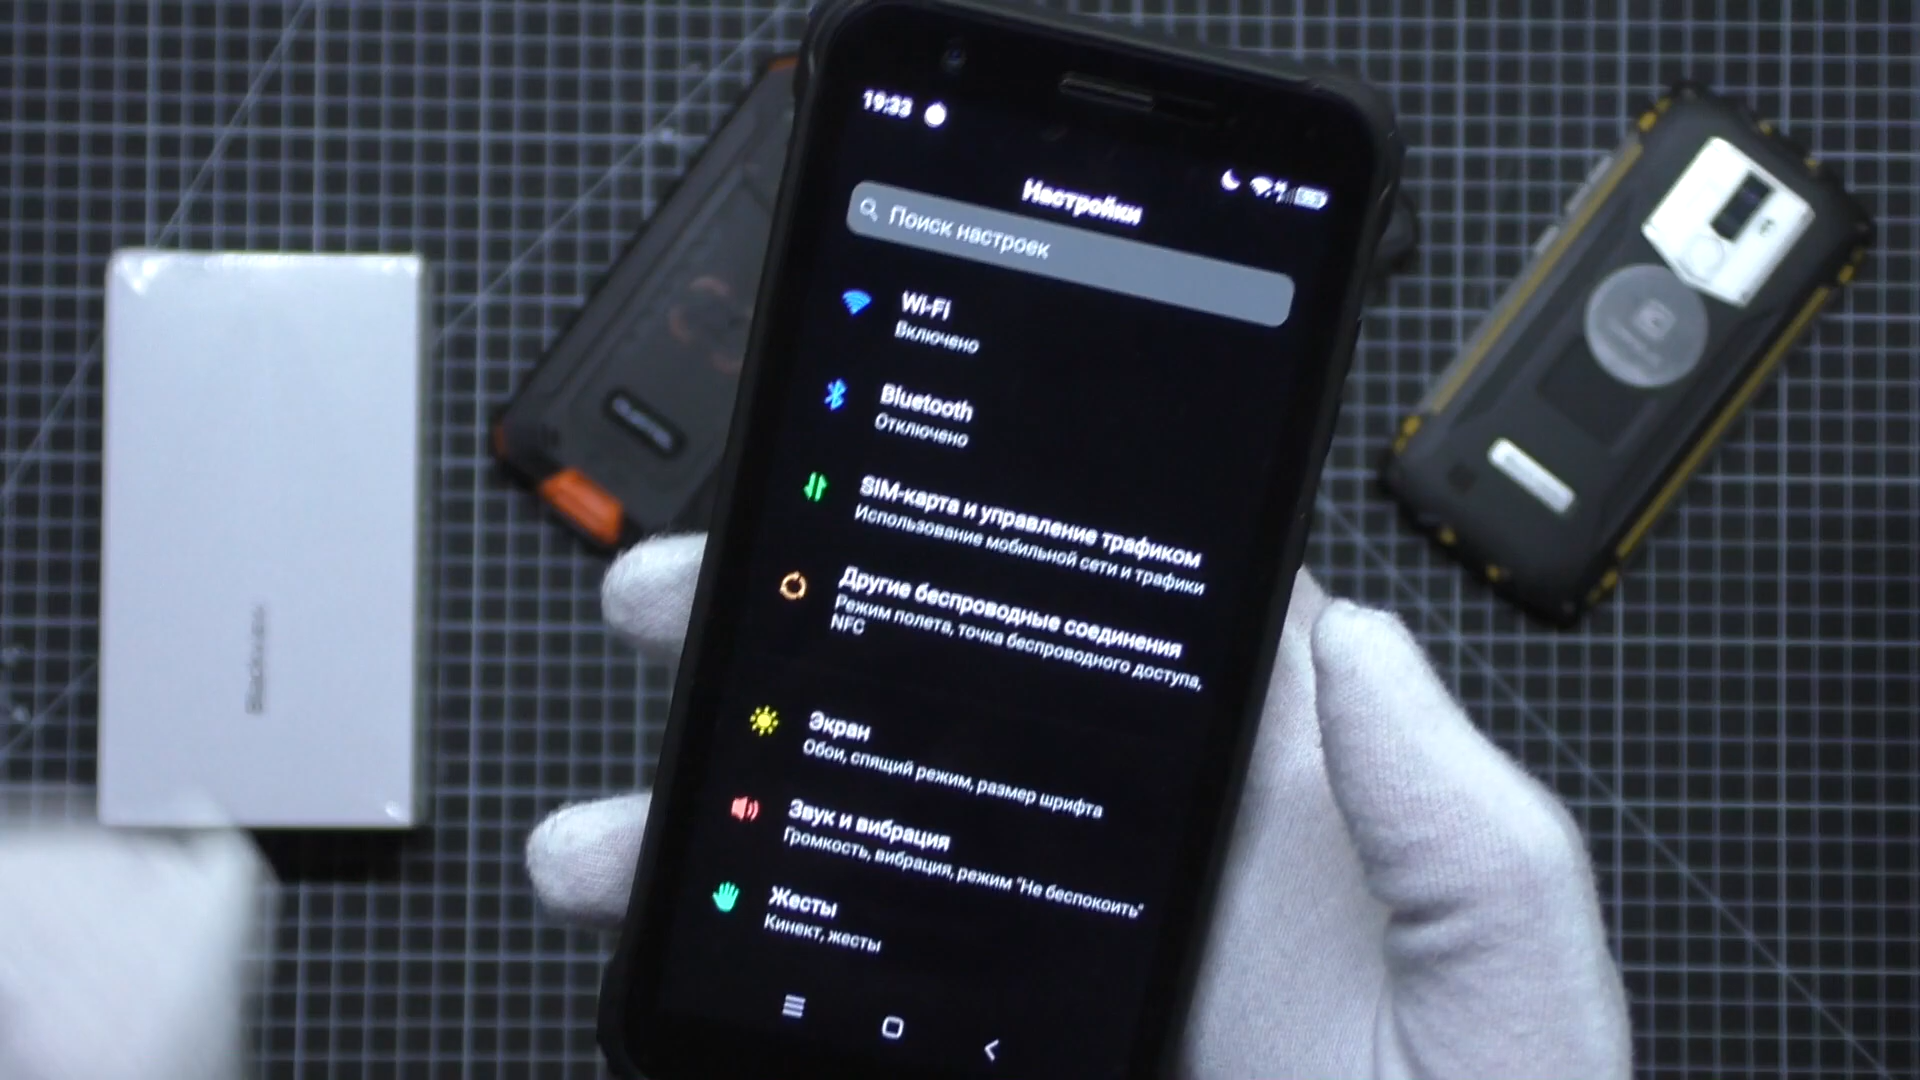 19:33
Настройки
Поиск настроек
Wi-Fi
Включено
Bluetooth
Отключено
SIM-карта и управление трафиком
Использование мобильной сети и трафики
Другие беспроводные соединения
Режим полета, точка беспроводного доступа,
NFC
Экран
Обои, спящий режим, размер шрифта
Звук и вибрация
Громкость, вибрация, режим "Не беспокоить"
Жесты
Кинект, жесты
Blackview